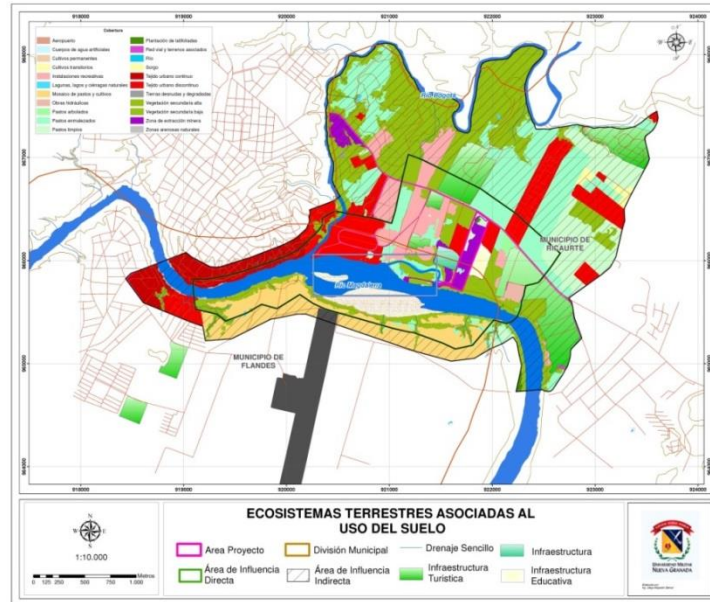 Cobertura
Aeropuerto
Cuerpos de agua artificiales
Cultivos permanentes
Cultivos transitorios
Instalaciones recreativas
Lagunas, lagos y ciénagas naturales
Mosaico de pastos y cultivos
Obras hidráulicas
Pastos arbolados
Pastos enmalezados
Pastos limpios
Plantación de latifoliadas
Red vial y terrenos asociados
Río
Sorgo
Tejido urbano continuo
Tejido urbano discontinuo
Tierras desnudas y degradadas
Vegetación secundaria alta
Vegetación secundaria baja
Zona de extracción minera
Zonas arenosas naturales
Río Bogotá
MUNICIPIO DE
RICAURTE
Río Magdalena
MUNICIPIO DE
FLANDES
918000 919000 920000 921000 922000 923000 924000
N
W E
S
1:10.000
0 125 250 500 750 1.000
Metros
ECOSISTEMAS TERRESTRES ASOCIADAS AL
USO DEL SUELO
Area Proyecto
División Municipal
Drenaje Sencillo
Infraestructura
Área de Influencia
Directa
Área de Influencia
Indirecta
Infraestructura
Turistica
Infraestructura
Educativa
Universidad Militar
NUEVA GRANADA